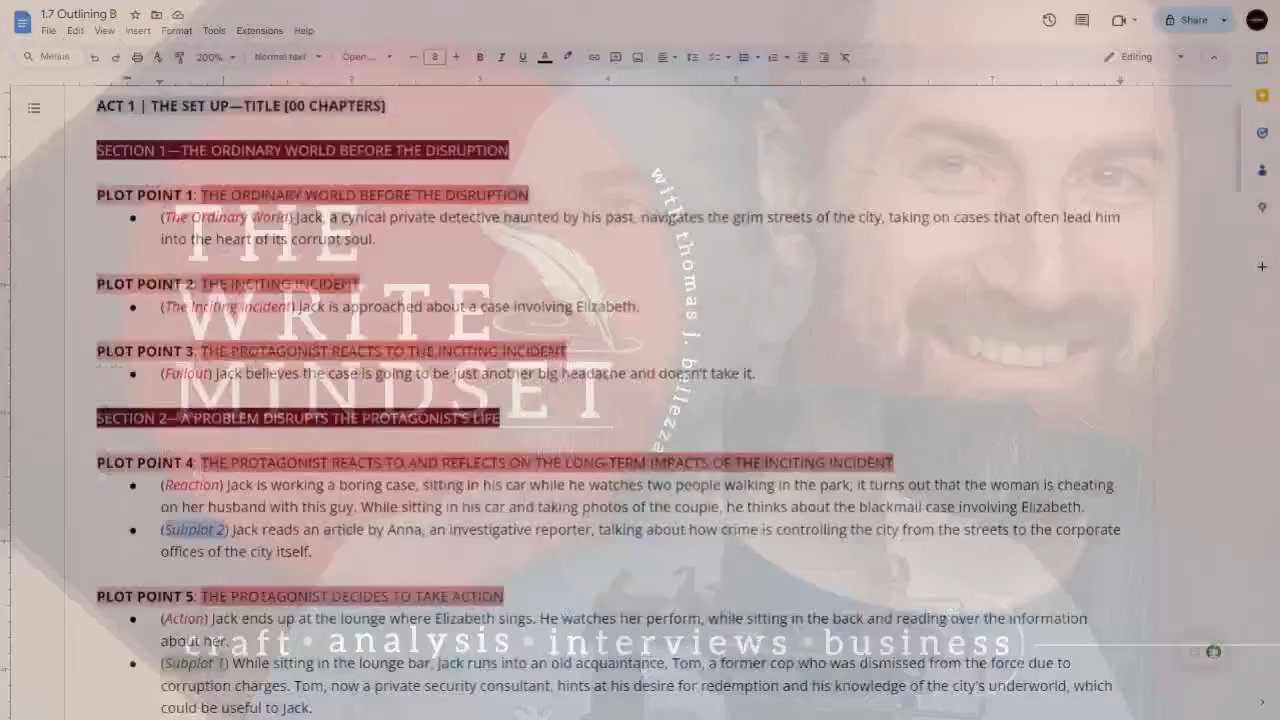 1.7 Outlining B
File Edit View Insert Format Tools Extensions Help
Share
Menus
200%
Normal text
Open ...
8
Editing
ACT 1 | THE SET UP—TITLE [00 CHAPTERS]
SECTION 1—THE ORDINARY WORLD BEFORE THE DISRUPTION
PLOT POINT 1: THE ORDINARY WORLD BEFORE THE DISRUPTION
(The Ordinary World) Jack, a cynical private detective haunted by his past, navigates the grim streets of the city, taking on cases that often lead him
into the heart of its corrupt soul.
PLOT POINT 2: THE INCITING INCIDENT
(The Inciting Incident) Jack is approached about a case involving Elizabeth.
PLOT POINT 3: THE PROTAGONIST REACTS TO THE INCITING INCIDENT
(Fallout) Jack believes the case is going to be just another big headache and doesn't take it.
SECTION 2—A PROBLEM DISRUPTS THE PROTAGONIST'S LIFE
PLOT POINT 4: THE PROTAGONIST REACTS TO AND REFLECTS ON THE LONG-TERM IMPACTS OF THE INCITING INCIDENT
(Reaction) Jack is working a boring case, sitting in his car while he watches two people walking in the park; it turns out that the woman is cheating
on her husband with this guy. While sitting in his car and taking photos of the couple, he thinks about the blackmail case involving Elizabeth.
(Subplot 2) Jack reads an article by Anna, an investigative reporter, talking about how crime is controlling the city from the streets to the corporate
offices of the city itself.
PLOT POINT 5: THE PROTAGONIST DECIDES TO TAKE ACTION
(Action) Jack ends up at the lounge where Elizabeth sings. He watches her perform, while sitting in the back and reading over the information
about her.
(Subplot 1) While sitting in the lounge bar, Jack runs into an old acquaintance, Tom, a former cop who was dismissed from the force due to
corruption charges. Tom, now a private security consultant, hints at his desire for redemption and his knowledge of the city's underworld, which
could be useful to Jack.
THE
WRITE
MINDSET
with thomas j. bellezza
craft • analysis • interviews • business